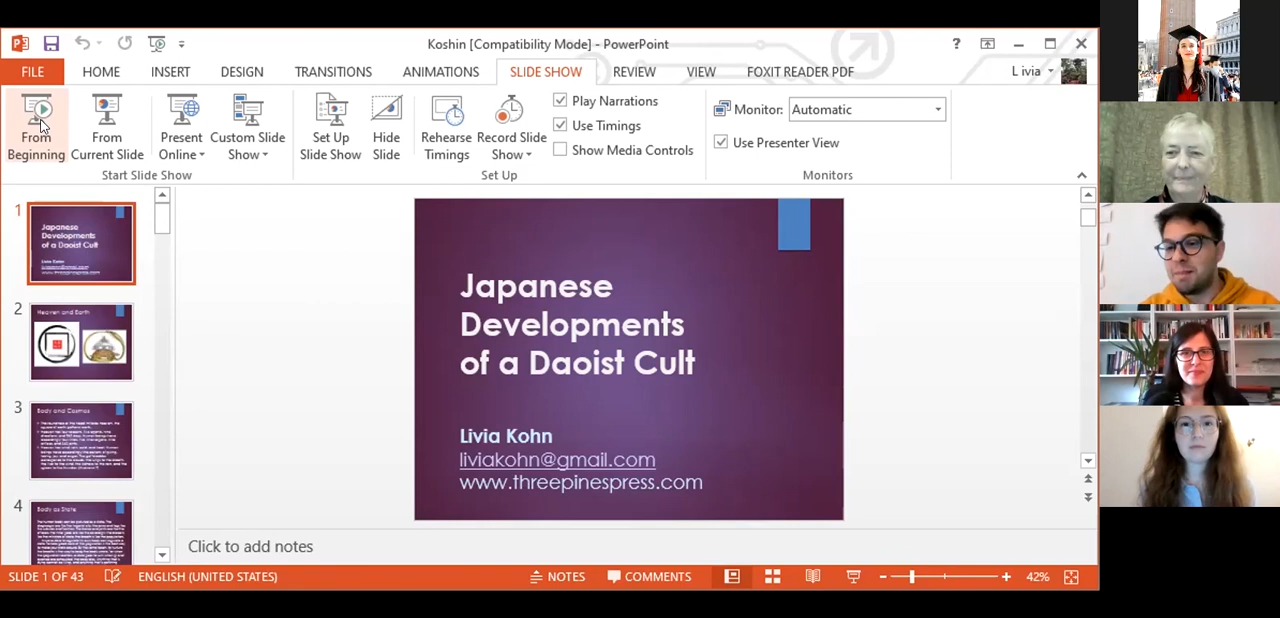 Koshin [Compatibility Mode] - PowerPoint
?
FILE
HOME
INSERT
DESIGN
TRANSITIONS
ANIMATIONS
SLIDE SHOW
REVIEW
VIEW
FOXIT READER PDF
L ivia
From
Beginning
From
Current Slide
Present
Online
Custom Slide
Show
Set Up
Slide Show
Hide
Slide
Rehearse
Timings
Record Slide
Show
Play Narrations
Use Timings
Show Media Controls
Monitor: Automatic
Use Presenter View
Start Slide Show
Set Up
Monitors
1
Japanese
Developments
of a Daoist Cult
Livia Kohn
2
Heaven and Earth
3
Body and Cosmos
4
Body as State
Japanese
Developments
of a Daoist Cult
Livia Kohn
liviakohn@gmail.com
www.threepinespress.com
Click to add notes
SLIDE 1 OF 43
ENGLISH (UNITED STATES)
NOTES
COMMENTS
42%